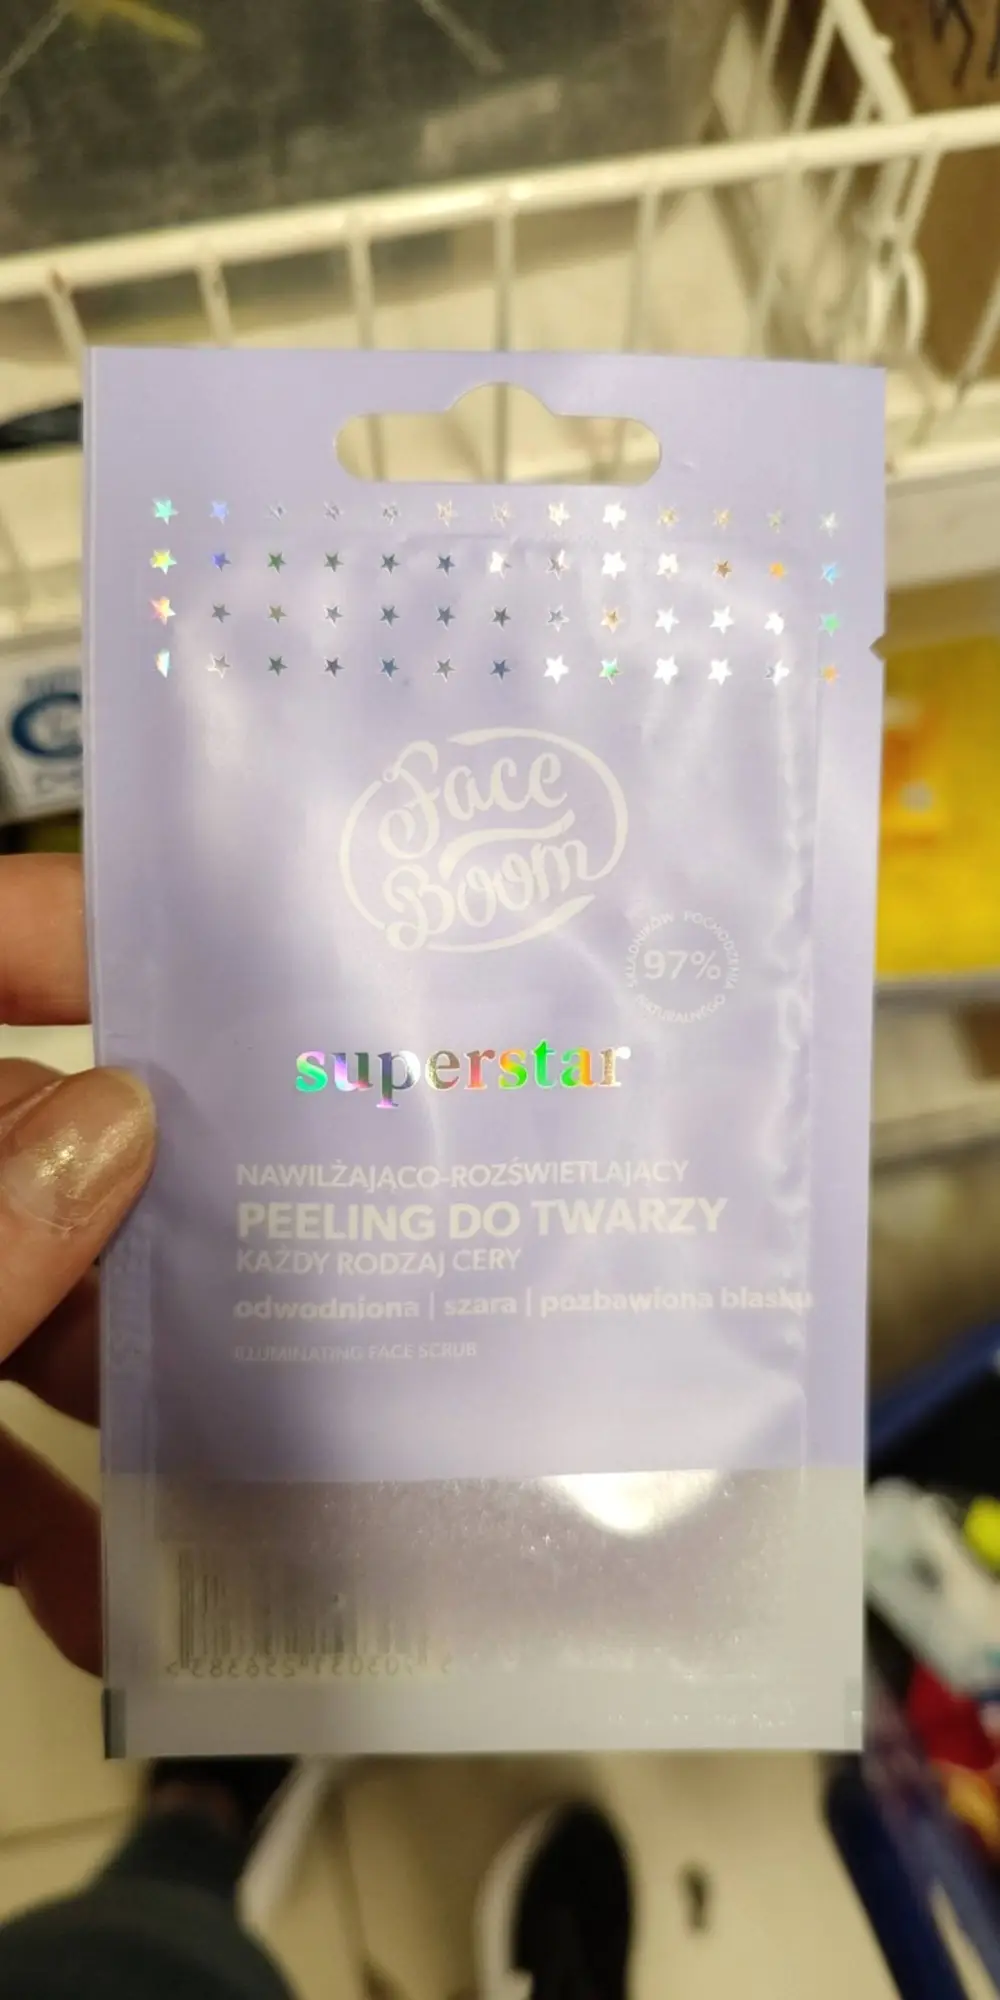 Face
Boom
97%
SKŁADNIKÓW POCHODZENIA
NATURALNEGO
superstar
NAWILŻAJĄCO-ROZŚWIETLAJĄCY
PEELING DO TWARZY
KAŻDY RODZAJ CERY
odwodniona | szara | pozbawiona blasku
ILLUMINATING FACE SCRUB